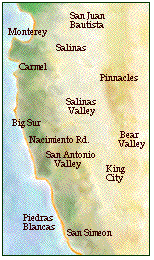 San Juan
Bautista
Monterey
Salinas
Carmel
Pinnacles
Salinas
Valley
Big Sur
Nacimiento Rd.
Bear
Valley
San Antonio
Valley
King
City
Piedras
Blancas
San Simeon